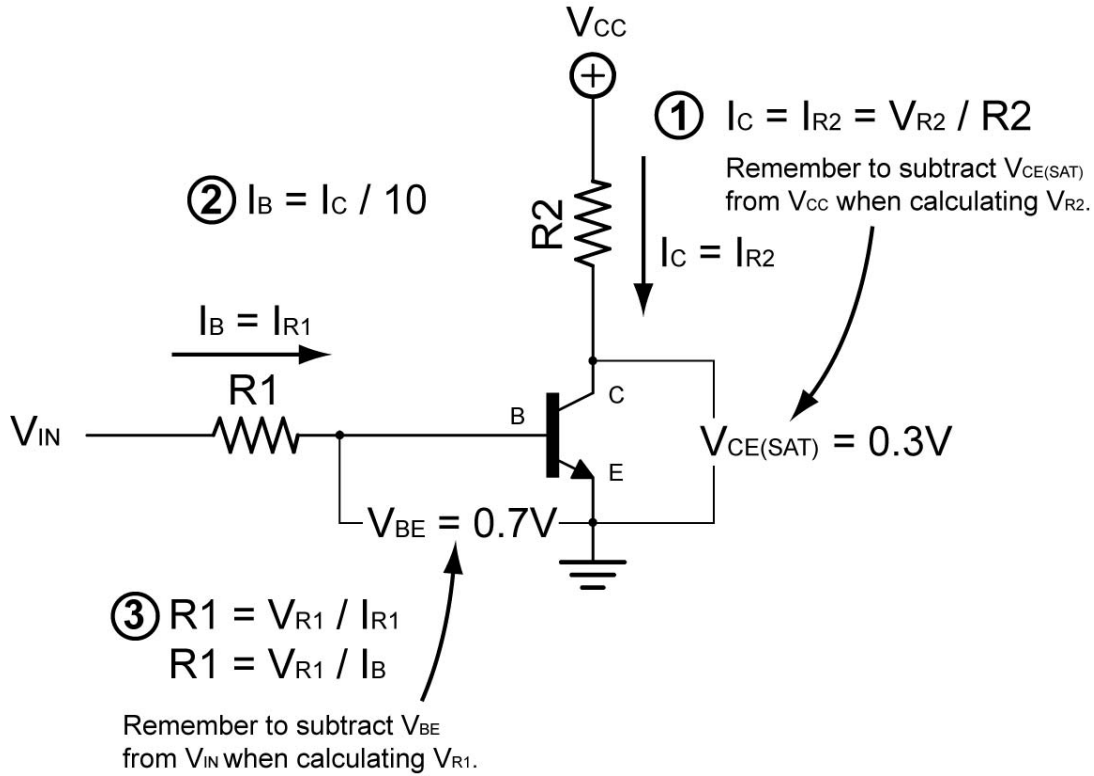 VCC
① IC = IR2 = VR2 / R2
Remember to subtract VCE(SAT)
from VCC when calculating VR2.
② IB = IC / 10
R2
IC = IR2
IB = IR1
R1
VIN
B
C
E
VCE(SAT) = 0.3V
VBE = 0.7V
③ R1 = VR1 / IR1
R1 = VR1 / IB
Remember to subtract VBE
from VIN when calculating VR1.